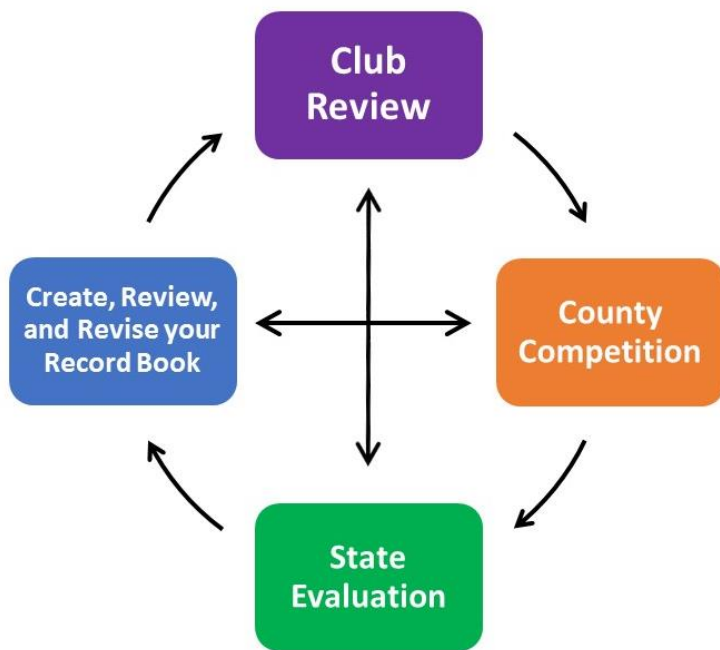 Club
Review
Create, Review,
and Revise your
Record Book
County
Competition
State
Evaluation